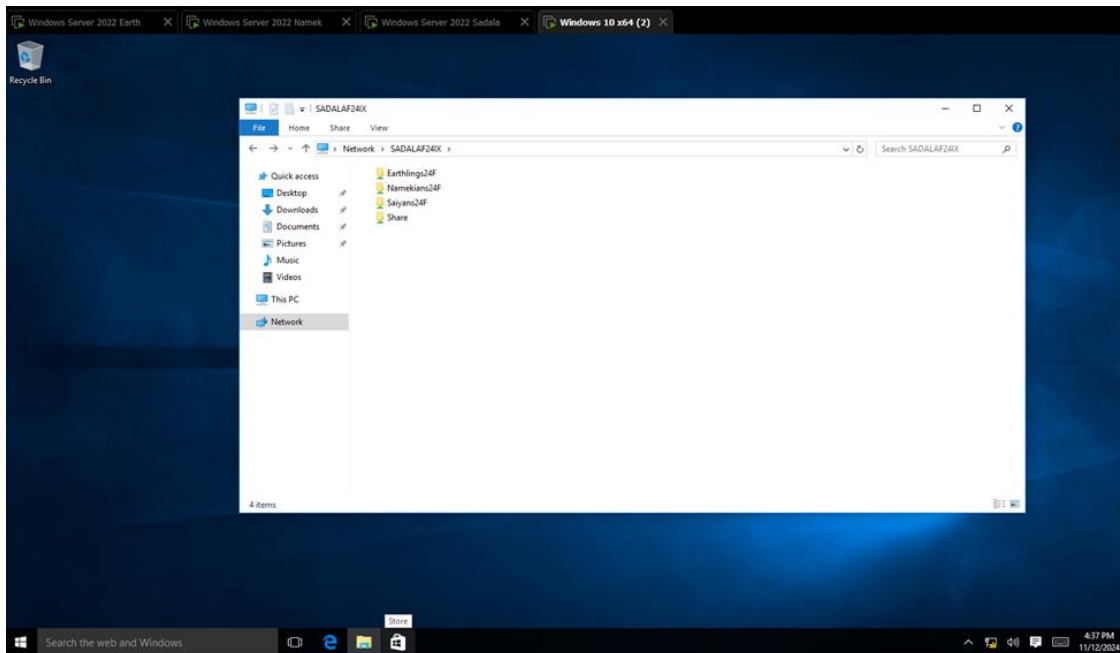 Windows Server 2022 Earth
Windows Server 2022 Namek
Windows Server 2022 Sadala
Windows 10 x64 (2)
Recycle Bin
SADALAF24IX
File Home Share View
Network > SADALAF24IX >
Search SADALAF24IX
Quick access
Desktop
Downloads
Documents
Pictures
Music
Videos
This PC
Network
Earthlings24F
Namekians24F
Saiyans24F
Share
4 items
Store
Search the web and Windows
4:37 PM
11/12/2024